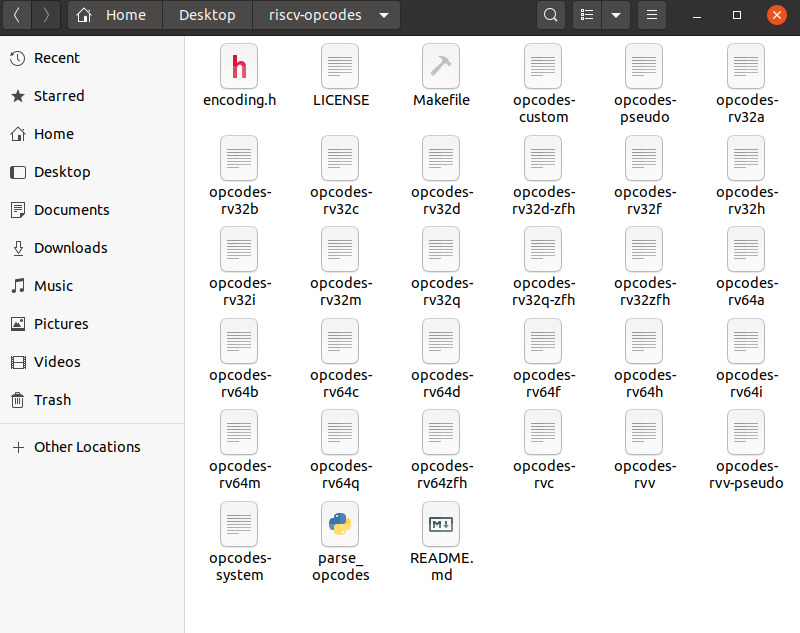 Home
Desktop
riscv-opcodes
Recent
Starred
Home
Desktop
Documents
Downloads
Music
Pictures
Videos
Trash
Other Locations
encoding.h
LICENSE
Makefile
opcodes-
custom
opcodes-
pseudo
opcodes-
rv32a
opcodes-
rv32b
opcodes-
rv32c
opcodes-
rv32d
opcodes-
rv32d-zfh
opcodes-
rv32f
opcodes-
rv32h
opcodes-
rv32i
opcodes-
rv32m
opcodes-
rv32q
opcodes-
rv32q-zfh
opcodes-
rv32zfh
opcodes-
rv64a
opcodes-
rv64b
opcodes-
rv64c
opcodes-
rv64d
opcodes-
rv64f
opcodes-
rv64h
opcodes-
rv64i
opcodes-
rv64m
opcodes-
rv64q
opcodes-
rv64zfh
opcodes-
rvc
opcodes-
rvv
opcodes-
rvv-pseudo
opcodes-
system
parse_
opcodes
README.
md